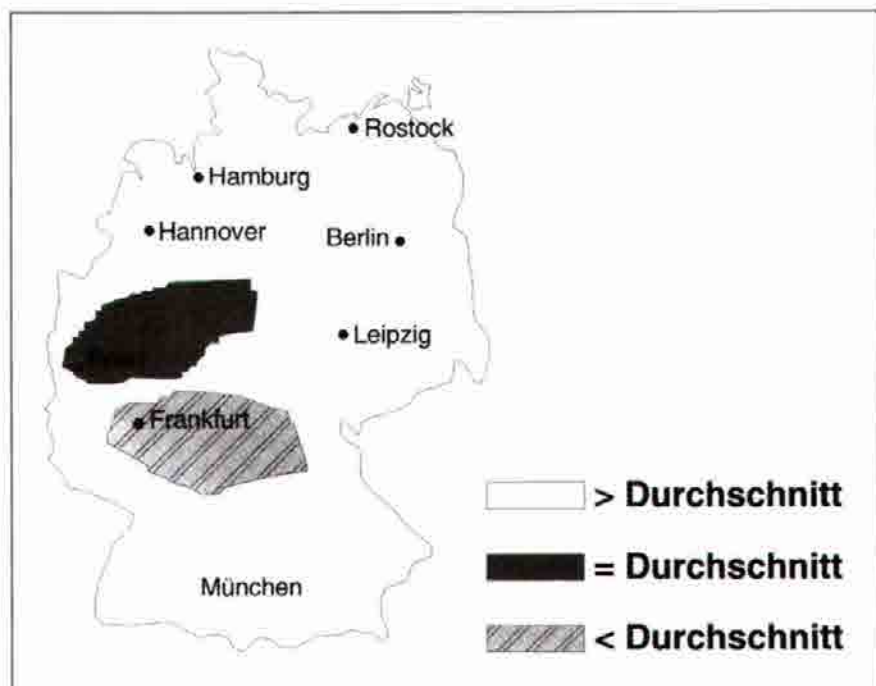 Rostock
Hamburg
Hannover
Berlin
Leipzig
Frankfurt
> Durchschnitt
= Durchschnitt
München
< Durchschnitt